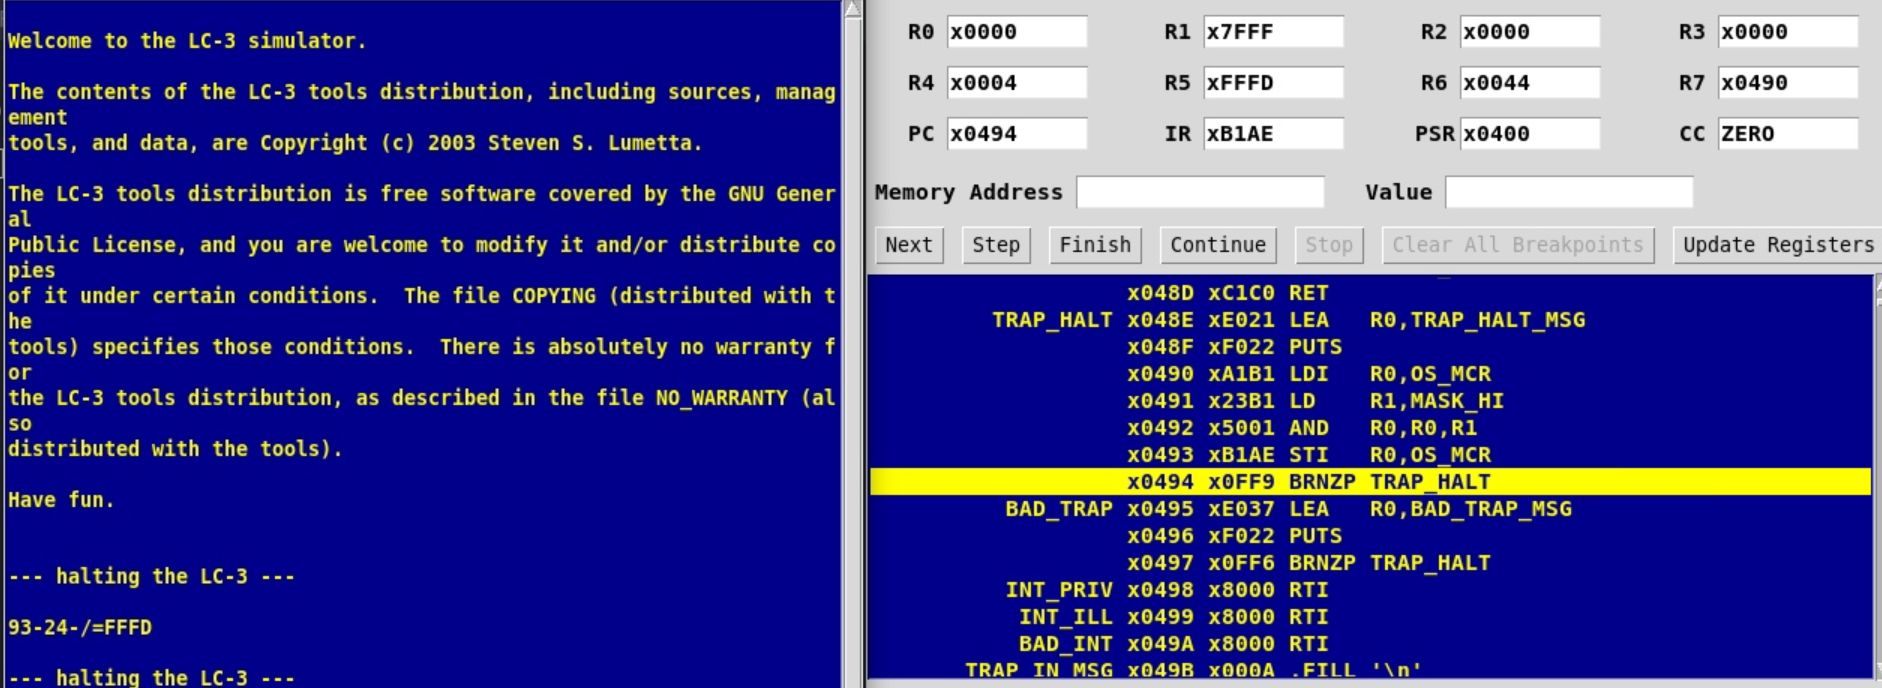 Welcome to the LC-3 simulator.
The contents of the LC-3 tools distribution, including sources, manag
ement
tools, and data, are Copyright (c) 2003 Steven S. Lumetta.
The LC-3 tools distribution is free software covered by the GNU Gener
al
Public License, and you are welcome to modify it and/or distribute co
pies
of it under certain conditions.  The file COPYING (distributed with t
he
tools) specifies those conditions.  There is absolutely no warranty f
or
the LC-3 tools distribution, as described in the file NO_WARRANTY (al
so
distributed with the tools).
Have fun.
--- halting the LC-3 ---
93-24-/=FFFD
--- halting the LC-3 ---
R0 x0000 R1 x7FFF R2 x0000 R3 x0000
R4 x0004 R5 xFFFD R6 x0044 R7 x0490
PC x0494 IR xB1AE PSR x0400 CC ZERO
Memory Address Value
Next Step Finish Continue Stop Clear All Breakpoints Update Registers
x048D xC1C0 RET
TRAP_HALT x048E xE021 LEA R0,TRAP_HALT_MSG
x048F xF022 PUTS
x0490 xA1B1 LDI R0,OS_MCR
x0491 x23B1 LD R1,MASK_HI
x0492 x5001 AND R0,R0,R1
x0493 xB1AE STI R0,OS_MCR
x0494 x0FF9 BRNZP TRAP_HALT
BAD_TRAP x0495 xE037 LEA R0,BAD_TRAP_MSG
x0496 xF022 PUTS
x0497 x0FF6 BRNZP TRAP_HALT
INT_PRIV x0498 x8000 RTI
INT_ILL x0499 x8000 RTI
BAD_INT x049A x8000 RTI
TRAP_IN_MSG x049B x000A .FILL '\n'